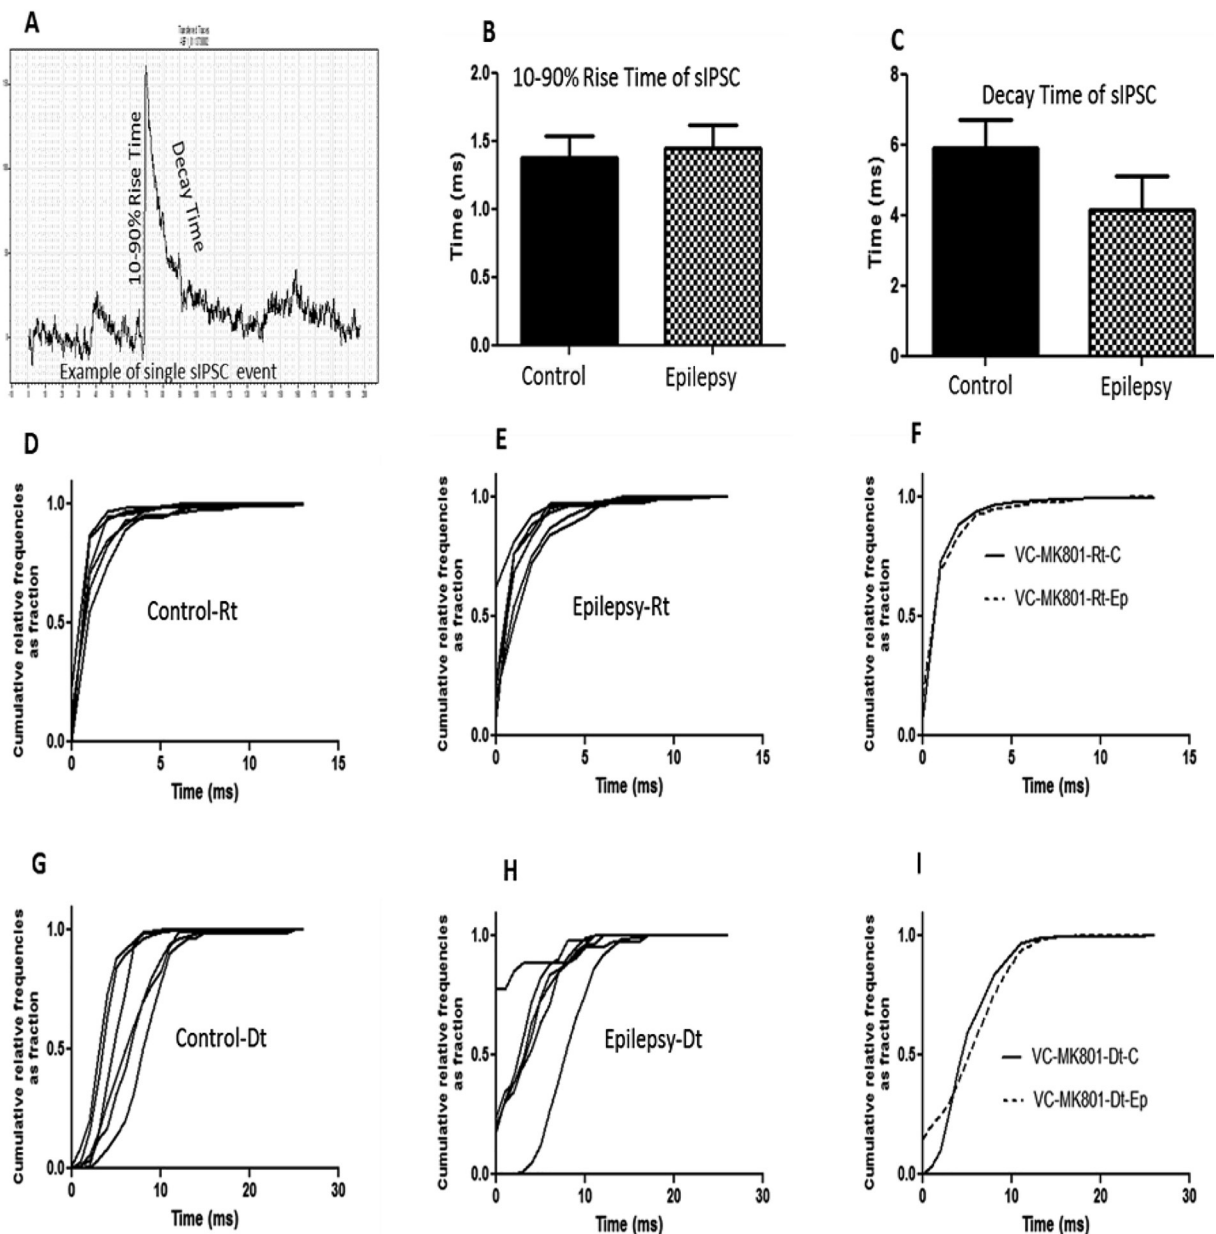 A
Transferred Traces
10-90% Rise Time
Decay Time
Example of single sIPSC event
B
10-90% Rise Time of sIPSC
Time (ms)
2.0
1.5
1.0
0.5
0.0
Control
Epilepsy
C
Decay Time of sIPSC
Time (ms)
8
6
4
2
0
Control
Epilepsy
D
Cumulative relative frequencies
as fraction
1.0
0.5
0.0
Control-Rt
0
5
10
15
Time (ms)
E
Cumulative relative frequencies
as fraction
1.0
0.5
0.0
Epilepsy-Rt
0
5
10
15
Time (ms)
F
Cumulative relative frequencies
as fraction
1.0
0.5
0.0
VC-MK801-Rt-C
VC-MK801-Rt-Ep
0
5
10
15
Time (ms)
G
Cumulative relative frequencies
as fraction
1.0
0.5
0.0
Control-Dt
0
10
20
30
Time (ms)
H
Cumulative relative frequencies
as fraction
1.0
0.5
0.0
Epilepsy-Dt
0
10
20
30
Time (ms)
I
Cumulative relative frequencies
as fraction
1.0
0.5
0.0
VC-MK801-Dt-C
VC-MK801-Dt-Ep
0
10
20
30
Time (ms)